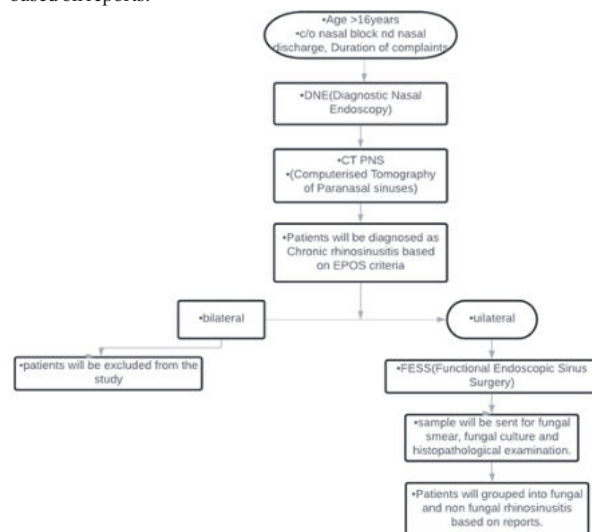 based on reports.
•Age >16years
•c/o nasal block nd nasal
discharge, Duration of complaints
•DNE(Diagnostic Nasal
Endoscopy)
•CT PNS
•(Computerised Tomography
of Paranasal sinuses)
•Patients will be diagnosed as
Chronic rhinosinusitis based
on EPOS criteria
•bilateral
•uilateral
•patients will be excluded from the
study
•FESS(Functional Endoscopic Sinus
Surgery)
•sample will be sent for fungal
smear, fungal culture and
histopathological examination.
•Patients will grouped into fungal
and non fungal rhinosinusitis
based on reports.